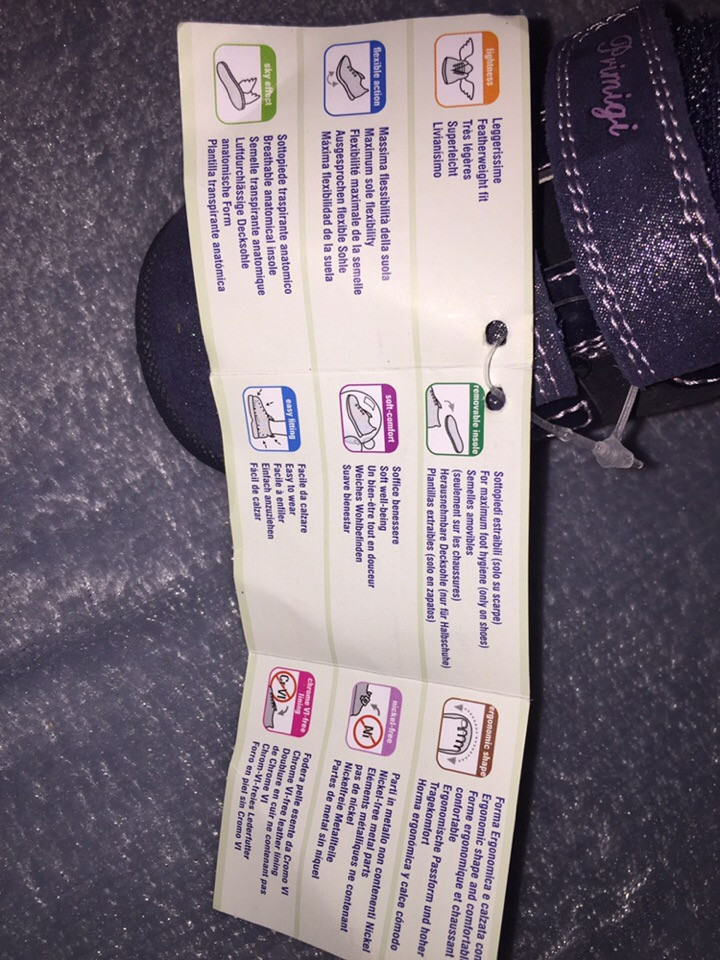 Primigi
lightness
Leggerissime
Featherweight fit
Très légères
Superleicht
Livianísimo
flexible action
Massima flessibilità della suola
Maximum sole flexibility
Flexibilité maximale de la semelle
Ausgesprochen flexible Sohle
Máxima flexibilidad de la suela
sky effect
Sottopiede traspirante anatomico
Breathable anatomical insole
Semelle transpirante anatomique
Luftdurchlässige Decksohle
anatomische Form
Plantilla transpirante anatómica
removable insole
Sottopiedi estraibili (solo su scarpe)
For maximum foot hygiene (only on shoes)
Semelles amovibles
(seulement sur les chaussures)
Herausnehmbare Decksohle (nur für Halbschuhe)
Plantillas extraibles (solo en zapatos)
soft-comfort
Soffice benessere
Soft well-being
Un bien-être tout en douceur
Weiches Wohlbefinden
Suave bienestar
easy fitting
Facile da calzare
Easy to wear
Facile à enfiler
Einfach anzuziehen
Fácil de calzar
ergonomic shape
Forma Ergonomica e calzata con
Ergonomic shape and comfortabl
Forme ergonomique et chaussant
confortable
Ergonomische Passform und hoher
Tragekomfort
Horma ergonómica y calce cómodo
nickel-free
Ni
Parti in metallo non contenenti Nickel
Nickel-free metal parts
Eléments métalliques ne contenant
pas de nickel
Nickelfreie Metallteile
Partes de metal sin níquel
chrome VI-free
lining
CrVI
Fodera pelle esente da Cromo VI
Chrome VI-free leather lining
Doublure en cuir ne contenant pas
de Chrome VI
Chrom-VI-freies Lederfutter
Forro en piel sin Cromo VI